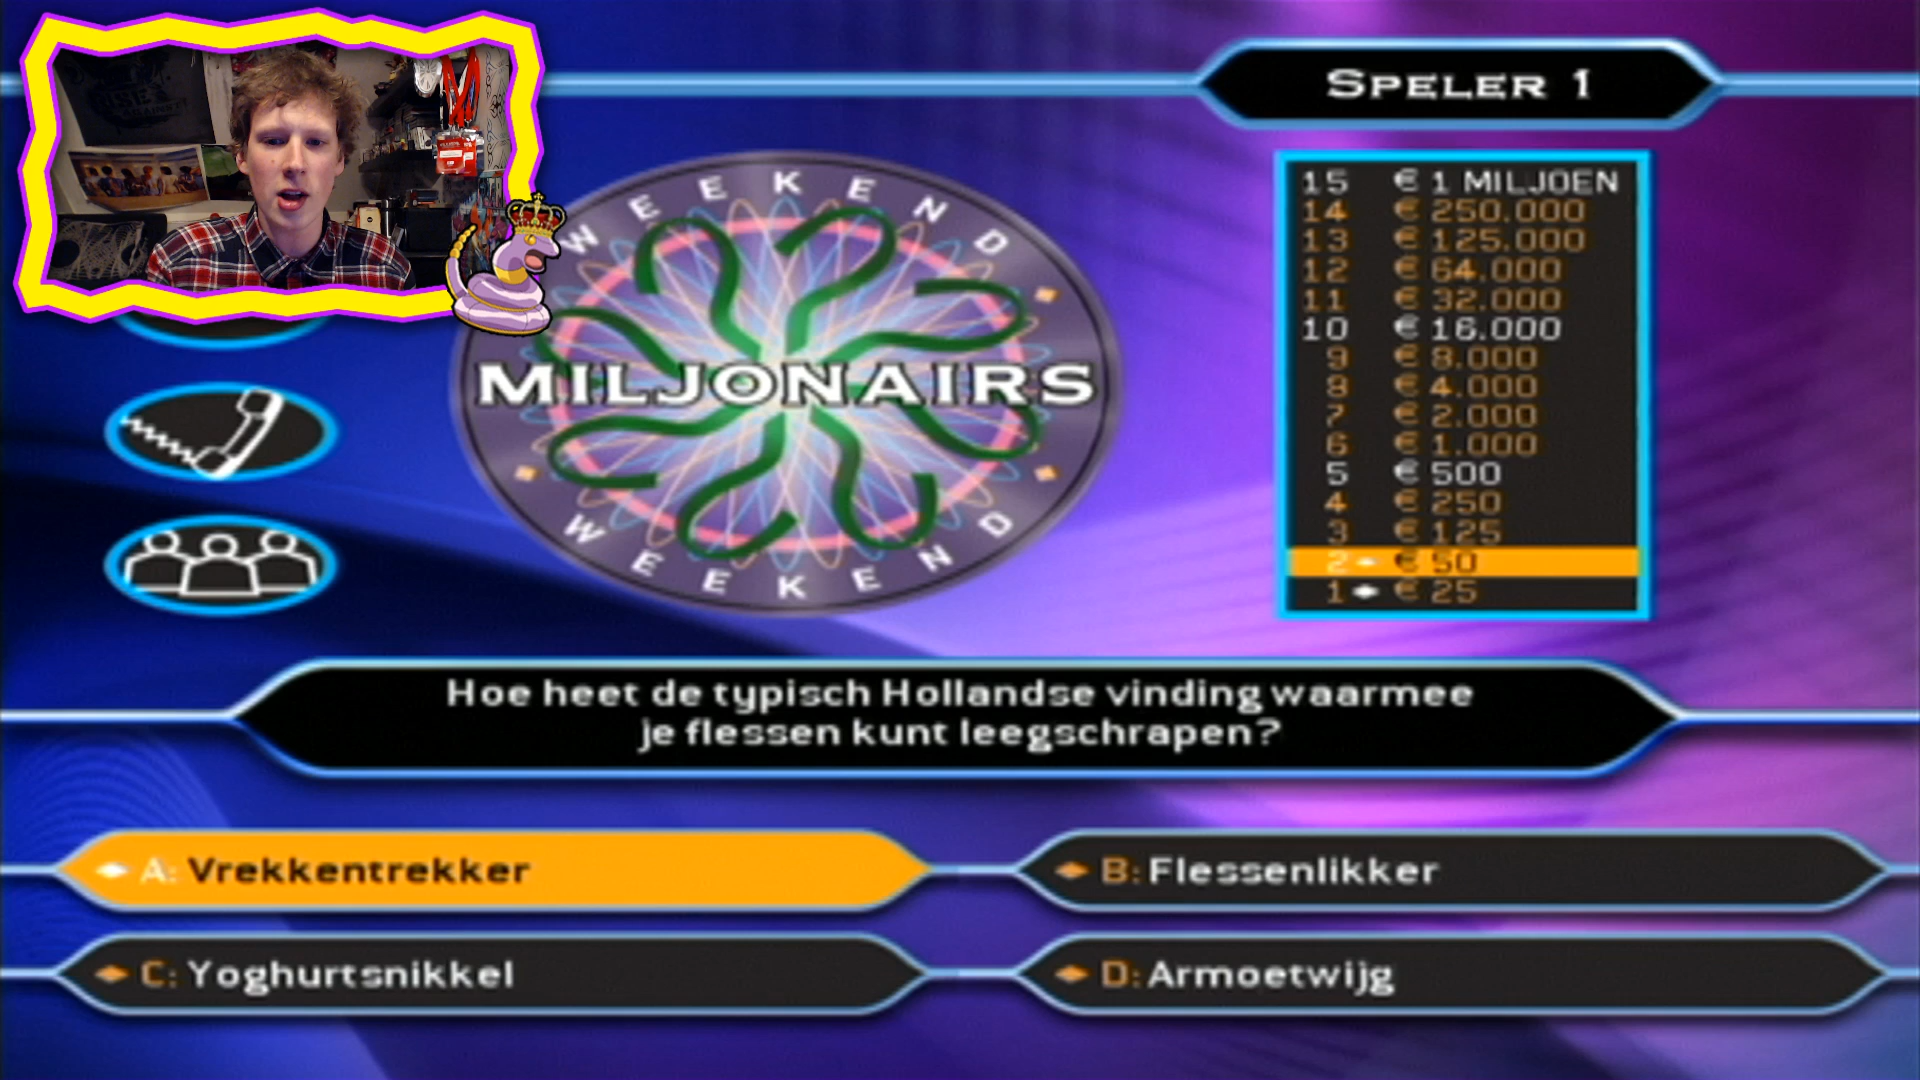 SPELER 1
WEEKEND
MILJONAIRS
WEEKEND
15 € 1 MILJOEN
14 € 250.000
13 € 125.000
12 € 64.000
11 € 32.000
10 € 16.000
9 € 8.000
8 € 4.000
7 € 2.000
6 € 1.000
5 € 500
4 € 250
3 € 125
2 € 50
1 € 25
Hoe heet de typisch Hollandse vinding waarmee
je flessen kunt leegschrapen?
A: Vrekkentrekker
B: Flessenlikker
C: Yoghurtsnikkel
D: Armoetwijg